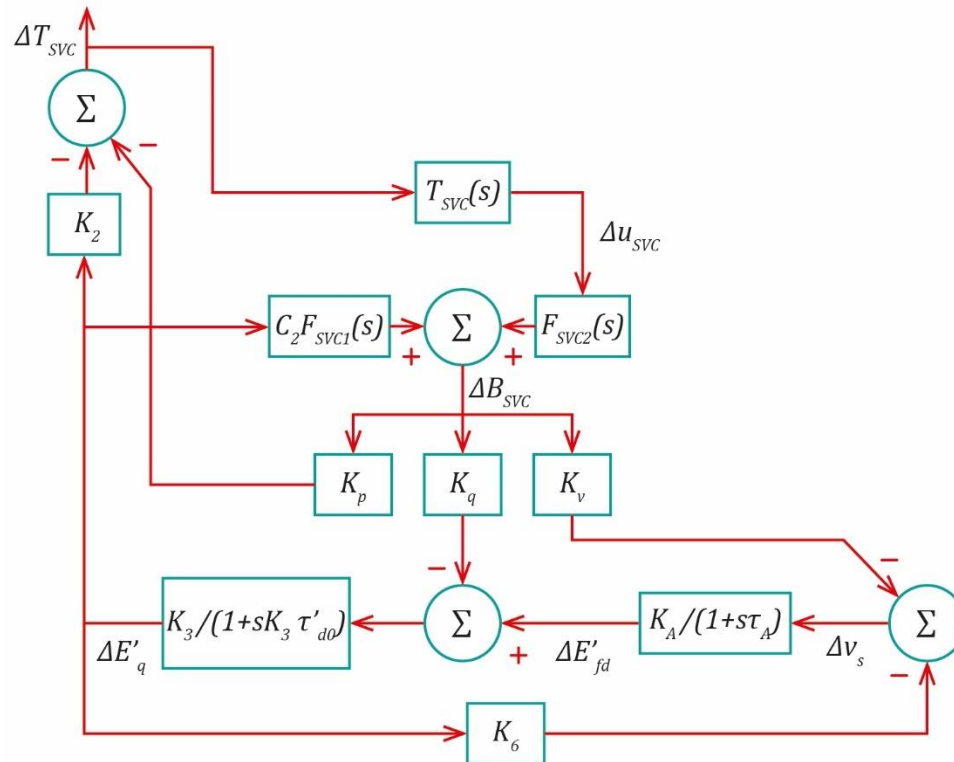 ΔT_SVC
Σ
−
−
K_2
T_SVC(s)
Δu_SVC
C_2F_SVC1(s)
Σ
F_SVC2(s)
+
+
ΔB_SVC
K_p
K_q
K_v
−
−
K_3/(1+sK_3 τ'_d0)
Σ
K_A/(1+sτ_A)
Σ
ΔE'_q
+
ΔE'_fd
Δv_s
−
K_6